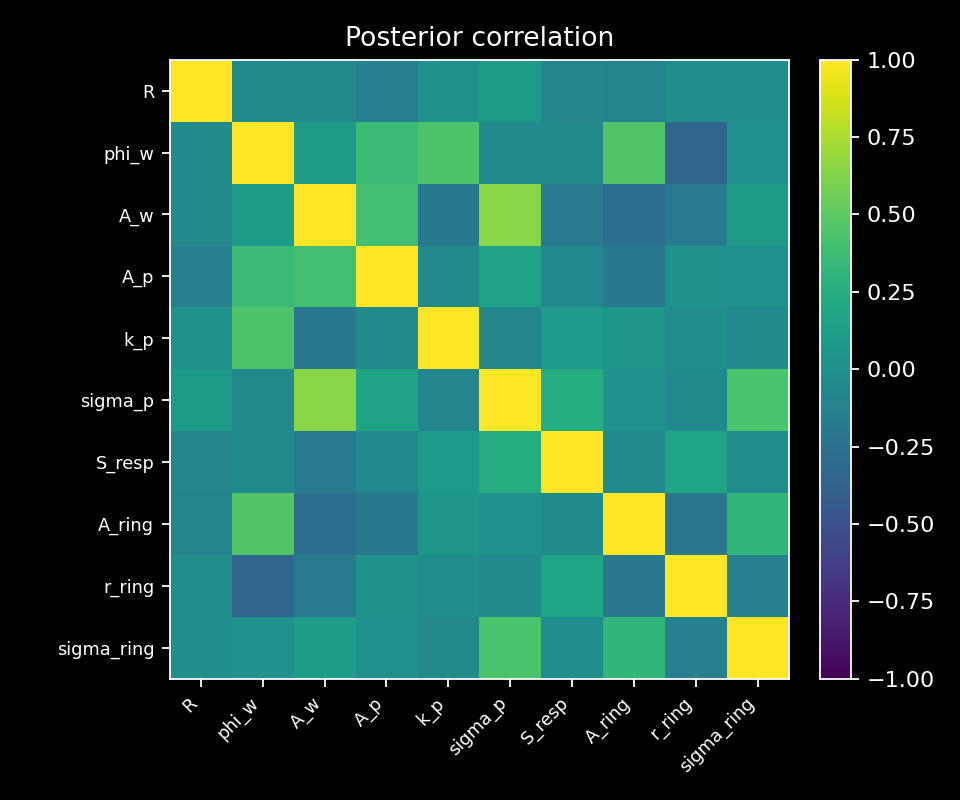 Posterior correlation
R
phi_w
A_w
A_p
k_p
sigma_p
S_resp
A_ring
r_ring
sigma_ring
R
phi_w
A_w
A_p
k_p
sigma_p
S_resp
A_ring
r_ring
sigma_ring
1.00
0.75
0.50
0.25
0.00
−0.25
−0.50
−0.75
−1.00